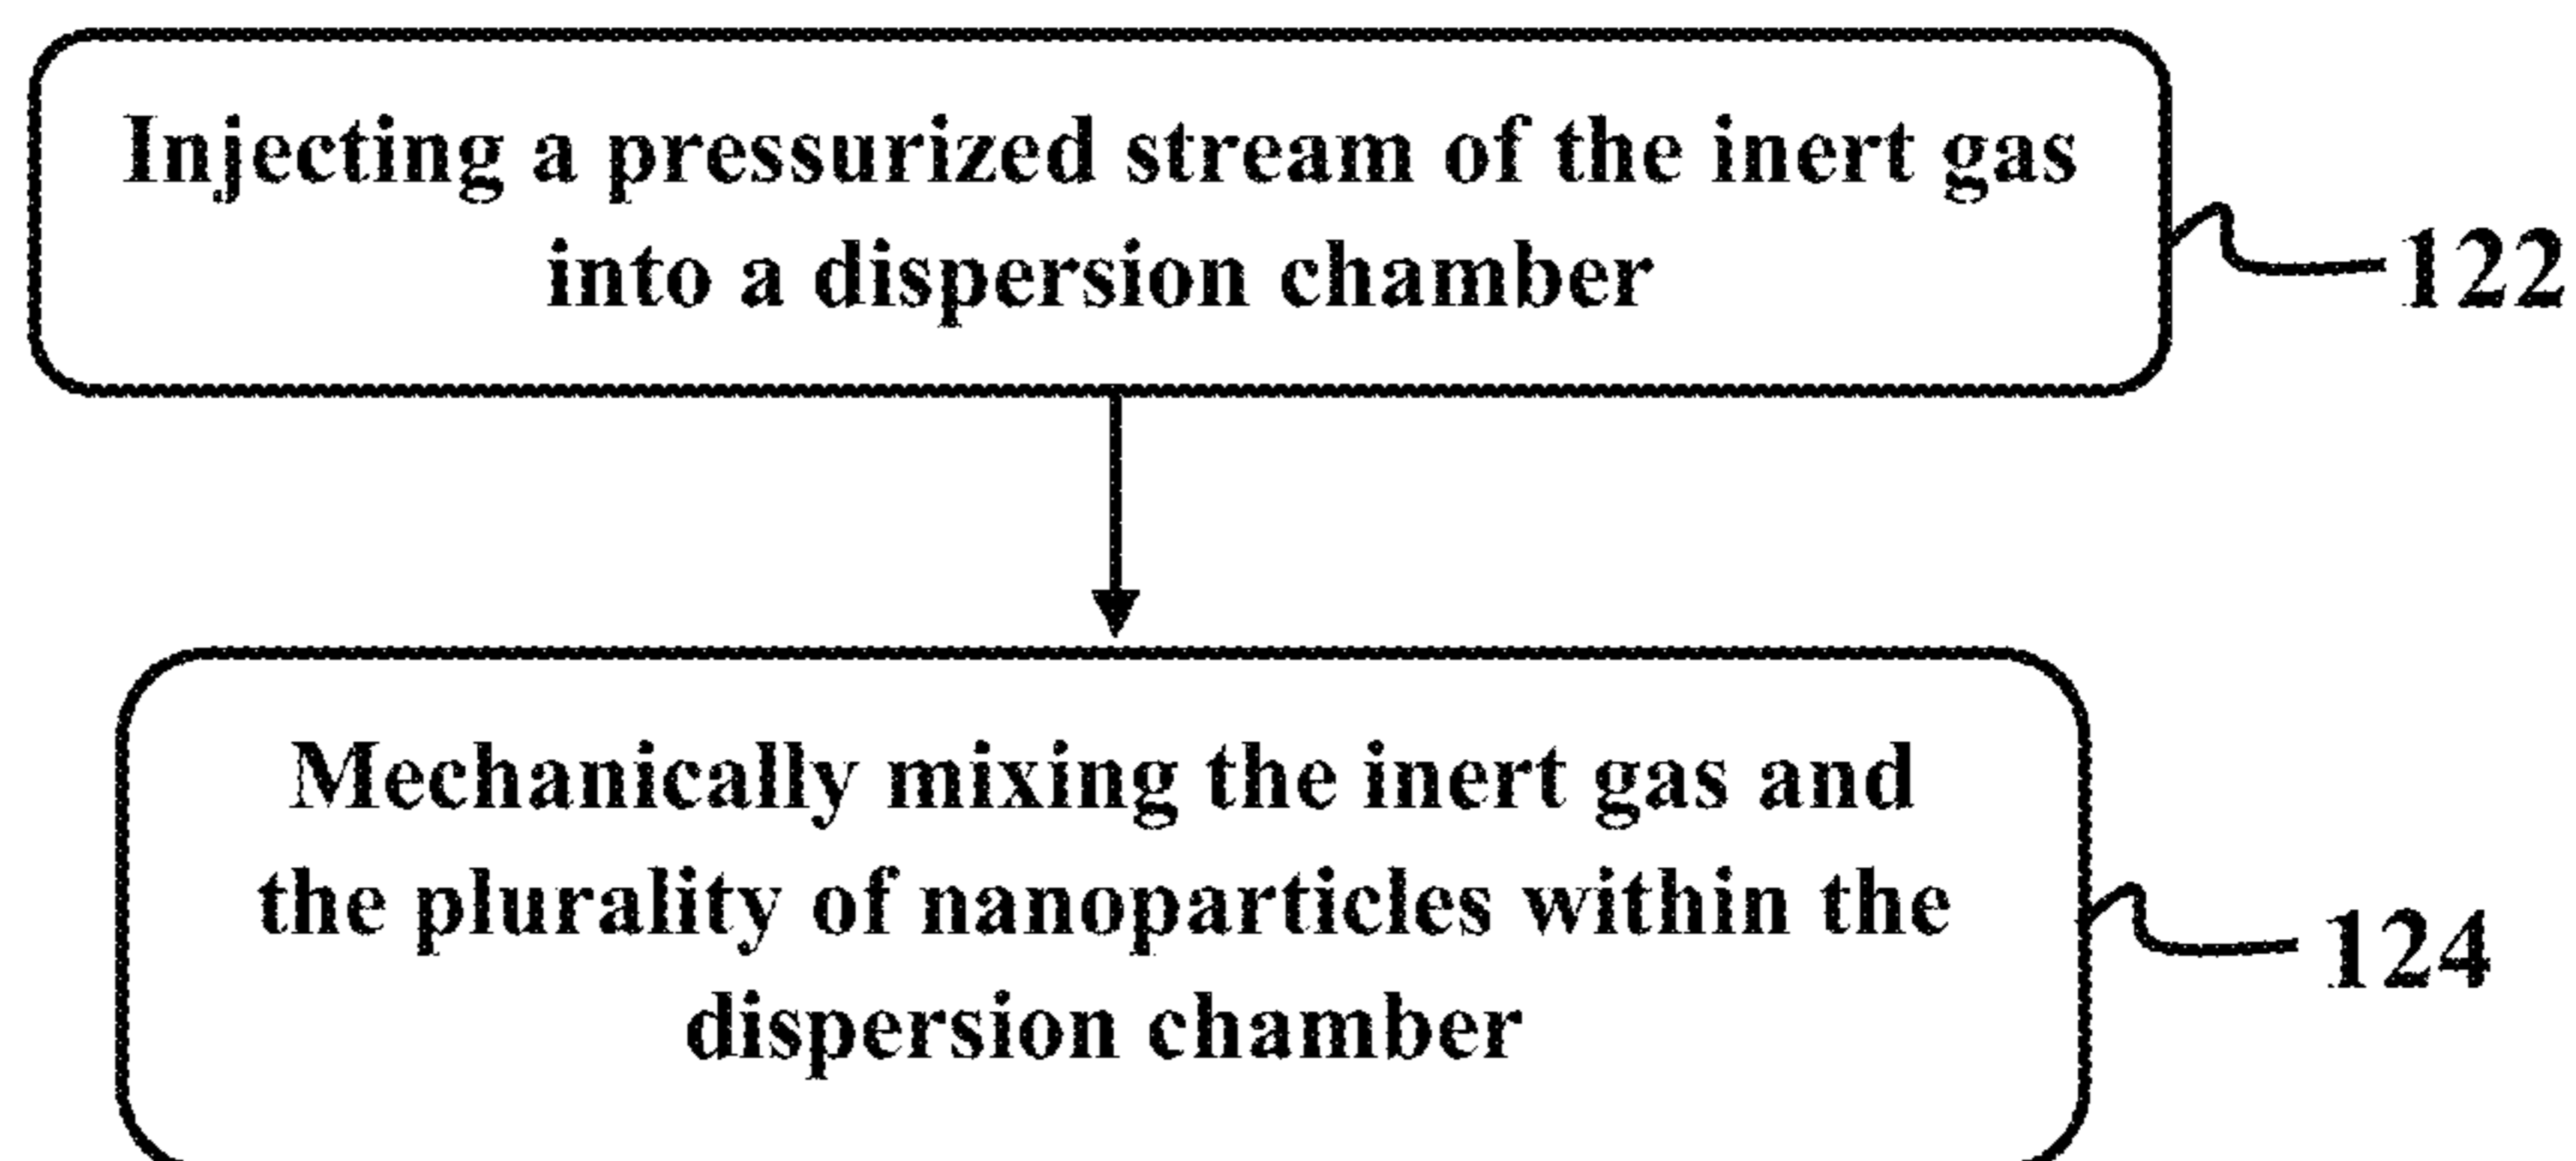 Injecting a pressurized stream of the inert gas
into a dispersion chamber
122
Mechanically mixing the inert gas and
the plurality of nanoparticles within the
dispersion chamber
124